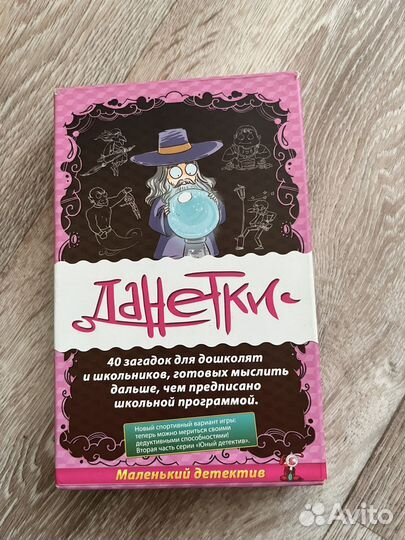 Данетки
40 загадок для дошколят
и школьников, готовых мыслить
дальше, чем предписано
школьной программой.
Новый спортивный вариант игры:
теперь можно мериться своими
дедуктивными способностями!
Вторая часть серии «Юный детектив».
Маленький детектив
Avito